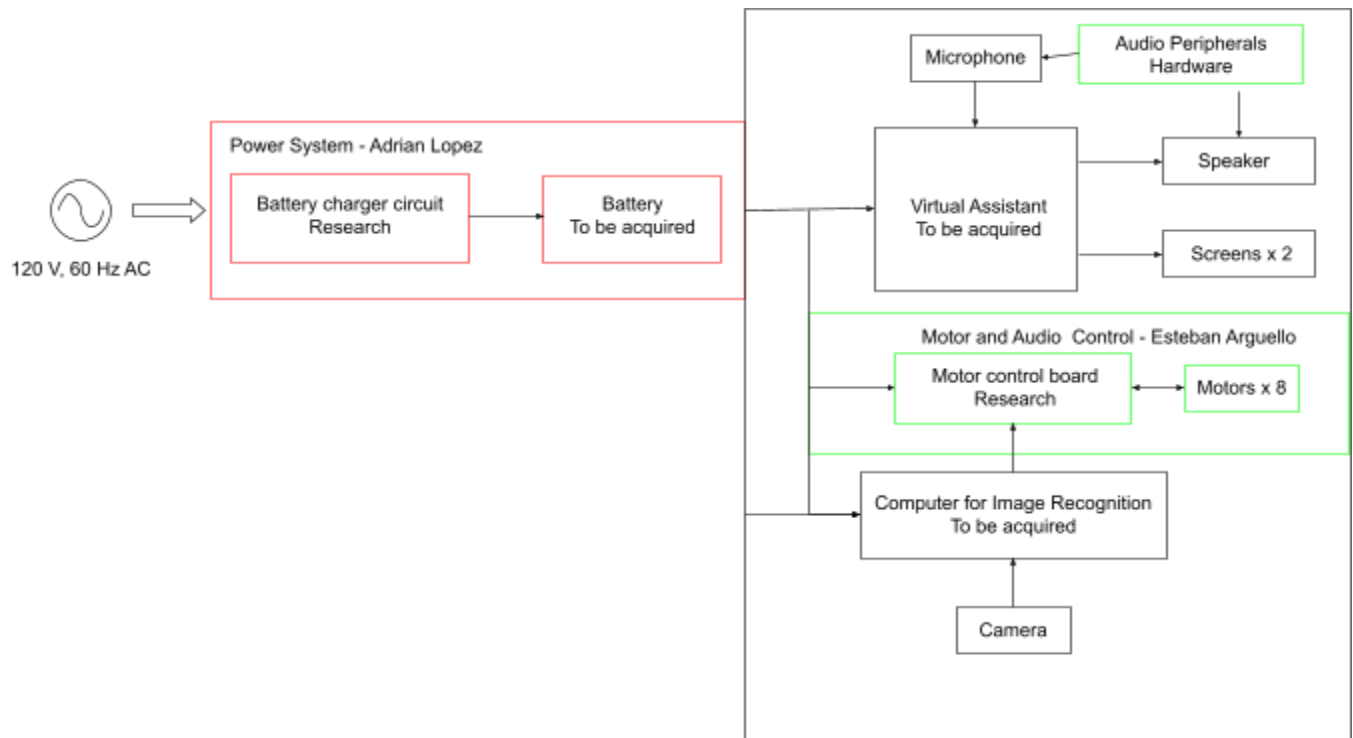 Microphone
Audio Peripherals
Hardware
Power System - Adrian Lopez
Speaker
Battery charger circuit
Research
Battery
To be acquired
Virtual Assistant
To be acquired
Screens x 2
120 V, 60 Hz AC
Motor and Audio  Control - Esteban Arguello
Motor control board
Research
Motors x 8
Computer for Image Recognition
To be acquired
Camera